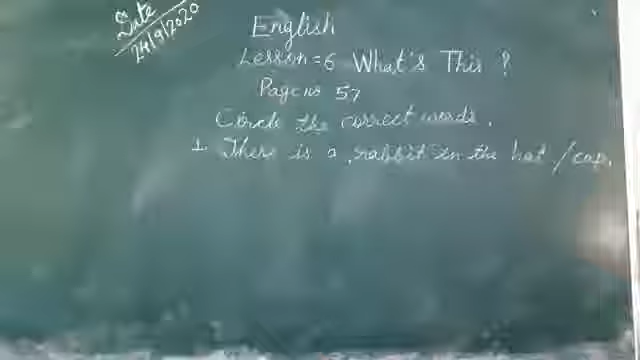 Date
24/9/2020
English
Lesson = 6 What's This ?
Page no 57
Circle the correct words.
1 There is a rabbit in the hat / cap.